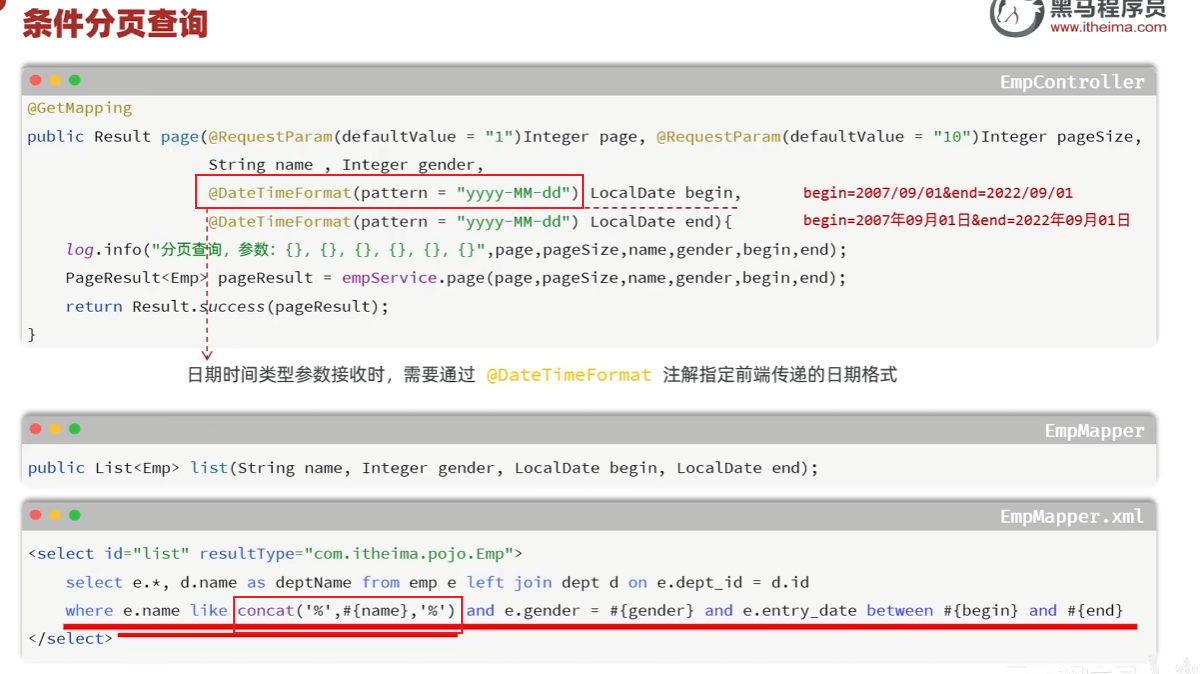 条件分页查询
黑马程序员
www.itheima.com
EmpController
@GetMapping
public Result page(@RequestParam(defaultValue = "1")Integer page, @RequestParam(defaultValue = "10")Integer pageSize,
String name , Integer gender,
@DateTimeFormat(pattern = "yyyy-MM-dd") LocalDate begin,
begin=2007/09/01&end=2022/09/01
@DateTimeFormat(pattern = "yyyy-MM-dd") LocalDate end){
begin=2007年09月01日&end=2022年09月01日
log.info("分页查询，参数：{}, {}, {}, {}, {}, {}",page,pageSize,name,gender,begin,end);
PageResult<Emp> pageResult = empService.page(page,pageSize,name,gender,begin,end);
return Result.success(pageResult);
}
日期时间类型参数接收时，需要通过 @DateTimeFormat 注解指定前端传递的日期格式
EmpMapper
public List<Emp> list(String name, Integer gender, LocalDate begin, LocalDate end);
EmpMapper.xml
<select id="list" resultType="com.itheima.pojo.Emp">
select e.*, d.name as deptName from emp e left join dept d on e.dept_id = d.id
where e.name like concat('%',#{name},'%') and e.gender = #{gender} and e.entry_date between #{begin} and #{end}
</select>